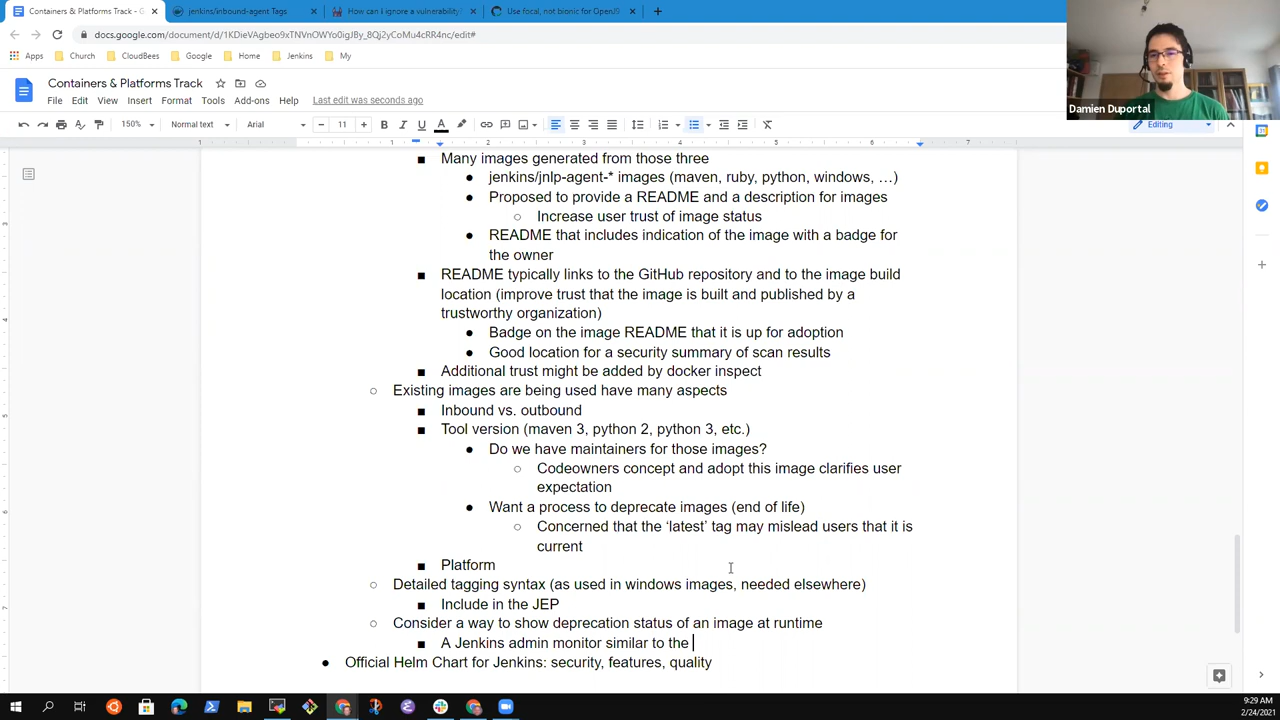 Containers & Platforms Track - G
jenkins/inbound-agent Tags
How can i ignore a vulnerability?
Use focal, not bionic for OpenJD
docs.google.com/document/d/1KDieVAgbeo9xTNVnOWYo0igJ8y_8Qj2yCoMu4cRR4nc/edit#
Apps Church CloudBees Google Home Jenkins My
Damien Duportal
Containers & Platforms Track
File Edit View Insert Format Tools Add-ons Help Last edit was seconds ago
150% Normal text Arial 11 B I U A Editing
1 1 2 3 4 5 6 7
Many images generated from those three
jenkins/jnlp-agent-* images (maven, ruby, python, windows, …)
Proposed to provide a README and a description for images
Increase user trust of image status
README that includes indication of the image with a badge for
the owner
README typically links to the GitHub repository and to the image build
location (improve trust that the image is built and published by a
trustworthy organization)
Badge on the image README that it is up for adoption
Good location for a security summary of scan results
Additional trust might be added by docker inspect
Existing images are being used have many aspects
Inbound vs. outbound
Tool version (maven 3, python 2, python 3, etc.)
Do we have maintainers for those images?
Codeowners concept and adopt this image clarifies user
expectation
Want a process to deprecate images (end of life)
Concerned that the ‘latest’ tag may mislead users that it is
current
Platform
Detailed tagging syntax (as used in windows images, needed elsewhere)
Include in the JEP
Consider a way to show deprecation status of an image at runtime
A Jenkins admin monitor similar to the
Official Helm Chart for Jenkins: security, features, quality
9:29 AM
2/24/2021